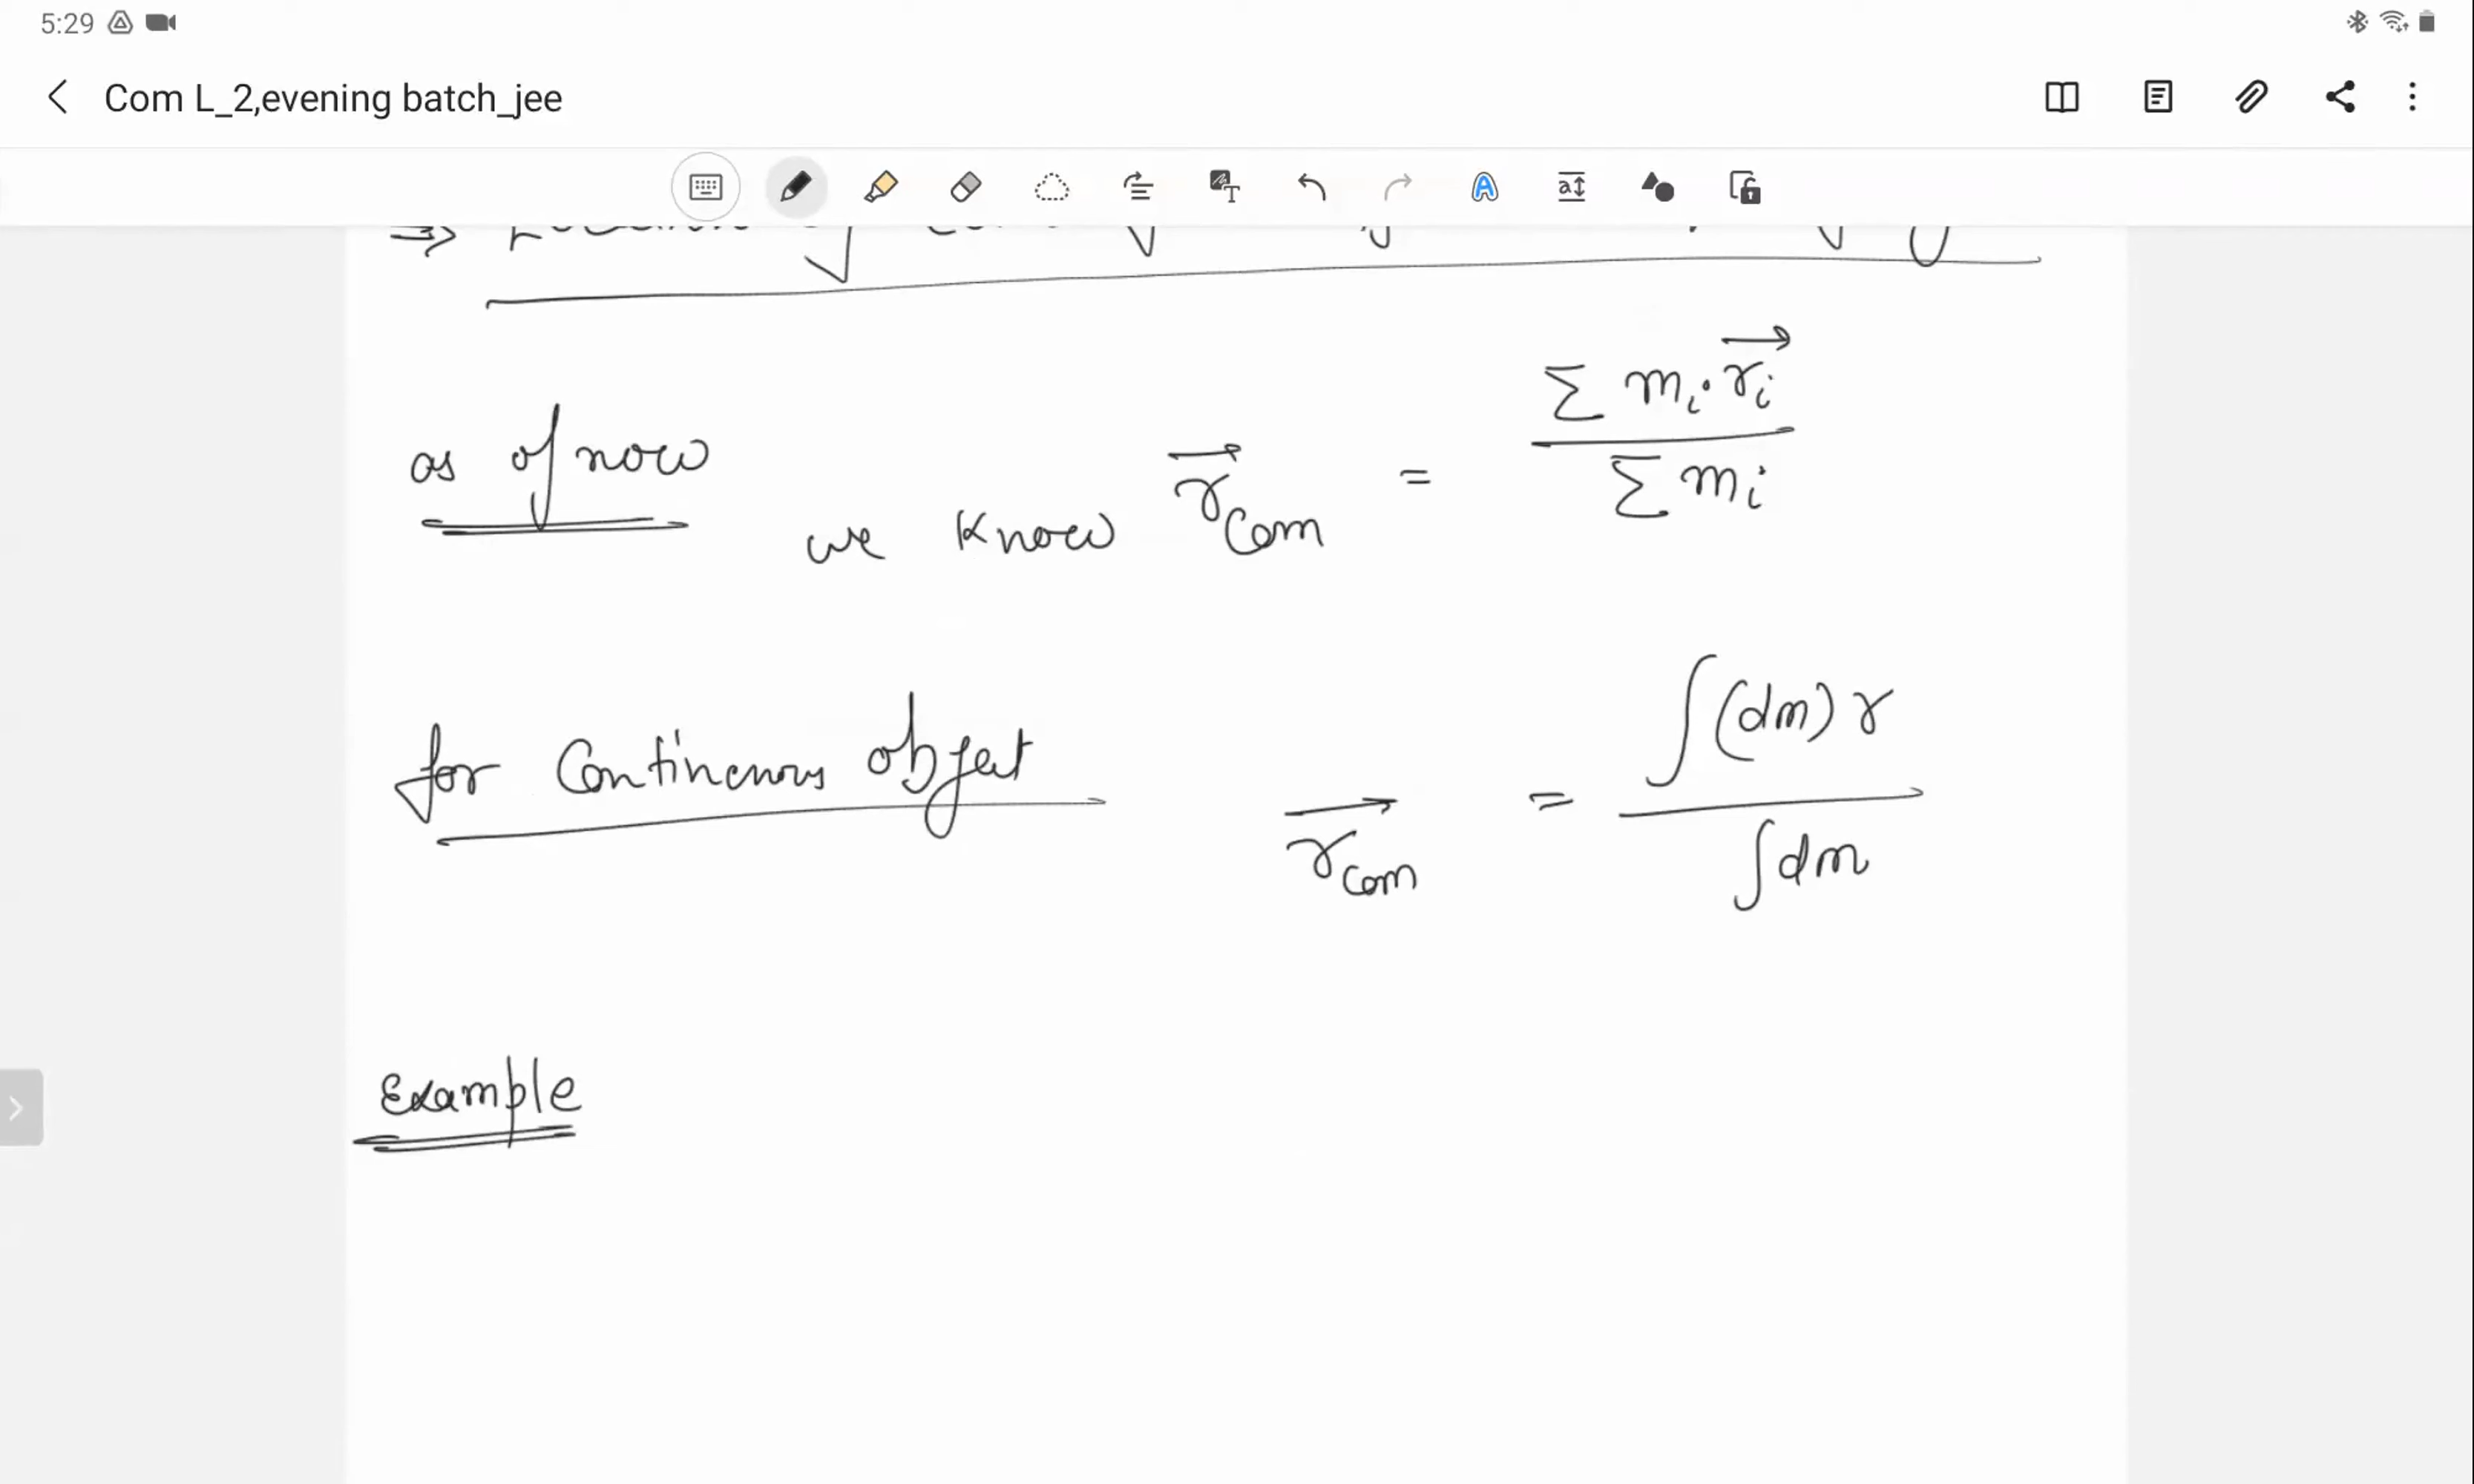 5:29
Com L_2,evening batch_jee
as of now
we know r⃗com = Σ mi·r⃗i / Σ mi
for Continuous object r⃗com = ∫(dm) r / ∫dm
Example